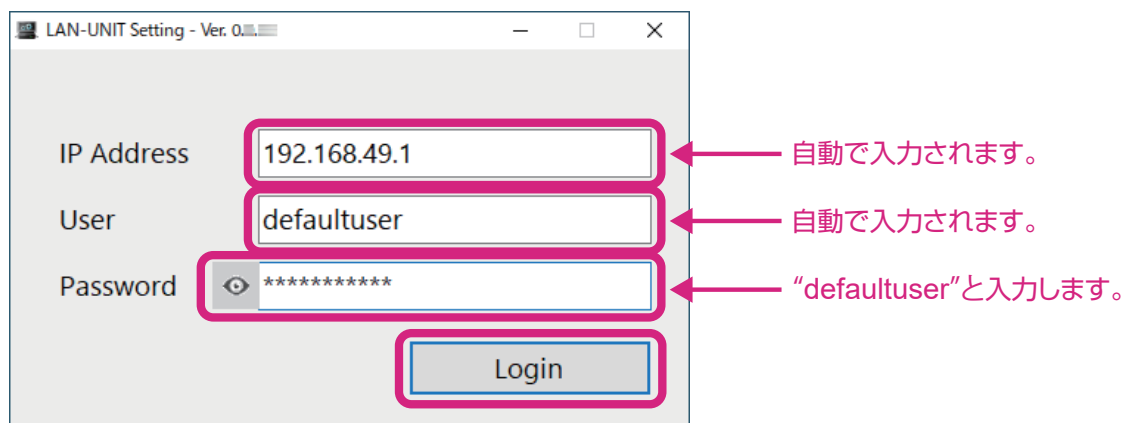 LAN-UNIT Setting - Ver. 0.
IP Address 192.168.49.1 自動で入力されます。
User defaultuser 自動で入力されます。
Password *********** “defaultuser”と入力します。
Login